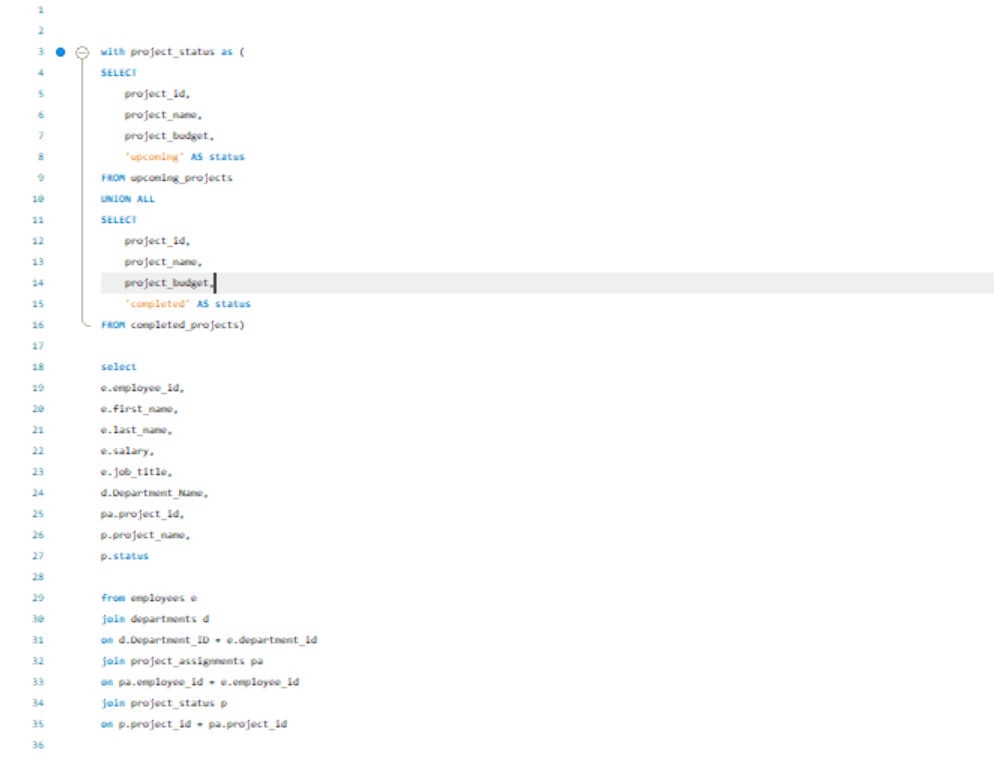 1
2
3 with project_status as (
4 SELECT
5 project_id,
6 project_name,
7 project_budget,
8 'upcoming' AS status
9 FROM upcoming_projects
10 UNION ALL
11 SELECT
12 project_id,
13 project_name,
14 project_budget,
15 'completed' AS status
16 FROM completed_projects)
17
18 select
19 e.employee_id,
20 e.first_name,
21 e.last_name,
22 e.salary,
23 e.job_title,
24 d.Department_Name,
25 pa.project_id,
26 p.project_name,
27 p.status
28
29 from employees e
30 join departments d
31 on d.Department_ID = e.department_id
32 join project_assignments pa
33 on pa.employee_id = e.employee_id
34 join project_status p
35 on p.project_id = pa.project_id
36